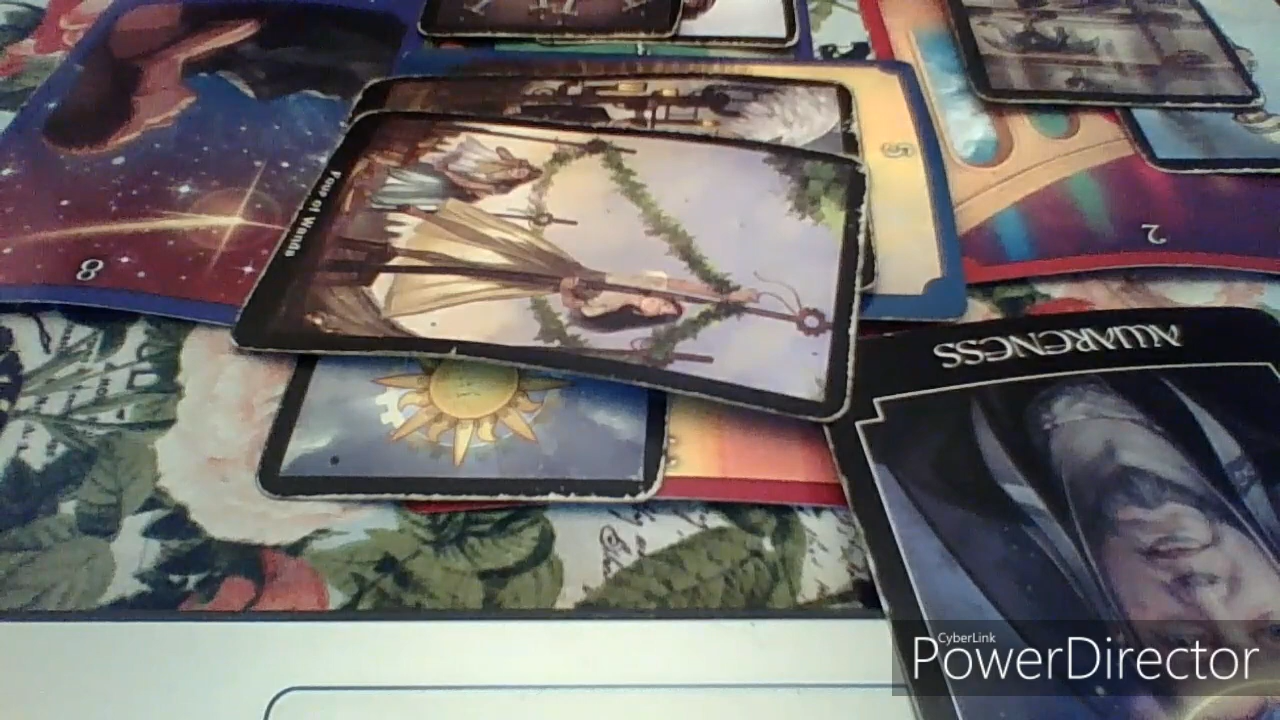 5
2
8
Four of Wands
AWARENESS
CyberLink
PowerDirector